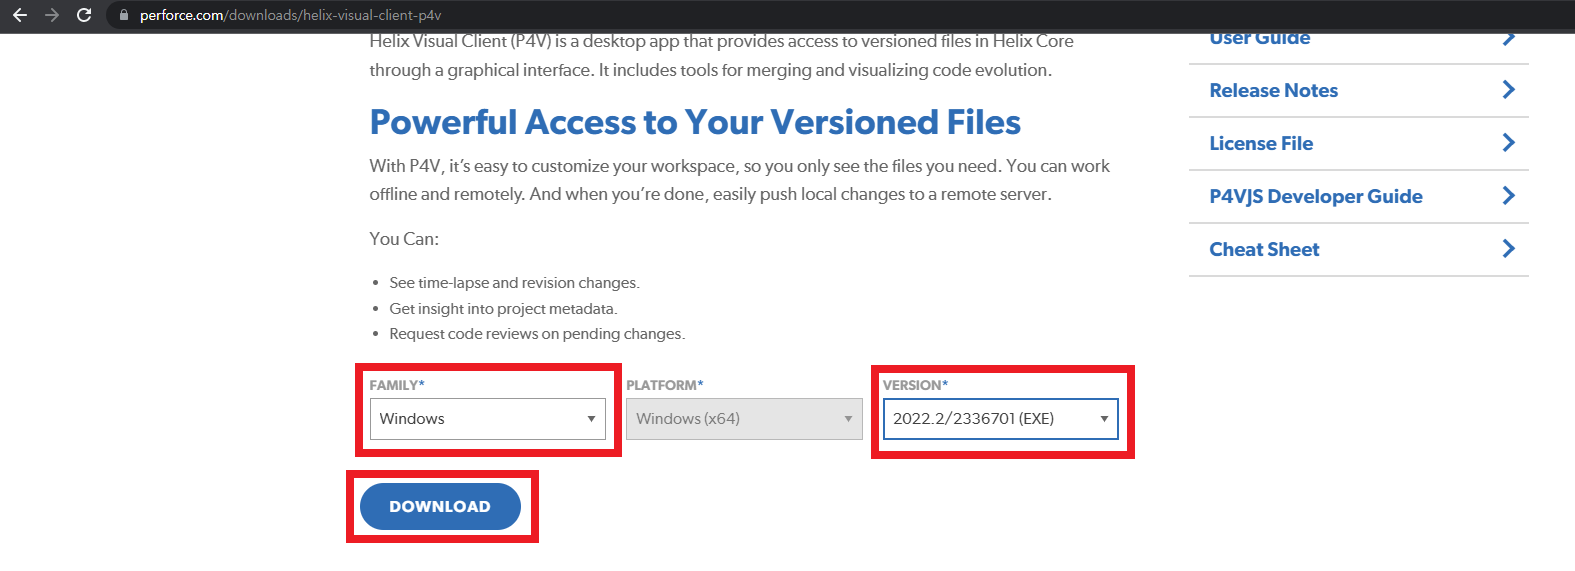 perforce.com/downloads/helix-visual-client-p4v
Helix Visual Client (P4V) is a desktop app that provides access to versioned files in Helix Core
through a graphical interface. It includes tools for merging and visualizing code evolution.
Powerful Access to Your Versioned Files
With P4V, it’s easy to customize your workspace, so you only see the files you need. You can work
offline and remotely. And when you’re done, easily push local changes to a remote server.
You Can:
• See time-lapse and revision changes.
• Get insight into project metadata.
• Request code reviews on pending changes.
FAMILY*
Windows
PLATFORM*
Windows (x64)
VERSION*
2022.2/2336701 (EXE)
DOWNLOAD
User Guide
Release Notes
License File
P4VJS Developer Guide
Cheat Sheet